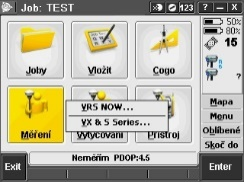 Job: TEST
123
50%
80%
15
?
Joby
Vložit
Cogo
VRS NOW...
VX & S Series...
Měření
Vytyčování
Přístroj
Mapa
Menu
Oblíbené
Skoč do
Neměřím PDOP:4.5
Exit
Enter